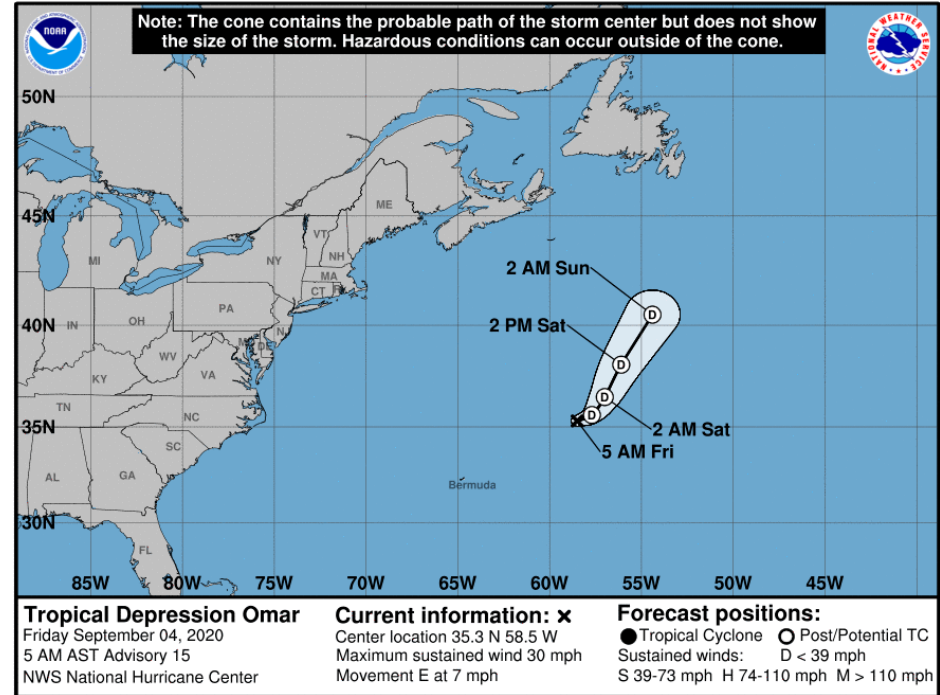 Note: The cone contains the probable path of the storm center but does not show
the size of the storm. Hazardous conditions can occur outside of the cone.
NOAA
NATIONAL WEATHER SERVICE
50N
45N
40N
35N
30N
ME
VT
NH
MI
NY
MA
CT
PA
IN
OH
WV
VA
KY
TN
NC
SC
AL
GA
FL
2 AM Sun
2 PM Sat
2 AM Sat
5 AM Fri
D
D
D
D
Bermuda
85W 80W 75W 70W 65W 60W 55W 50W 45W
Tropical Depression Omar
Friday September 04, 2020
5 AM AST Advisory 15
NWS National Hurricane Center
Current information: ×
Center location 35.3 N 58.5 W
Maximum sustained wind 30 mph
Movement E at 7 mph
Forecast positions:
● Tropical Cyclone ○ Post/Potential TC
Sustained winds: D < 39 mph
S 39-73 mph H 74-110 mph M > 110 mph